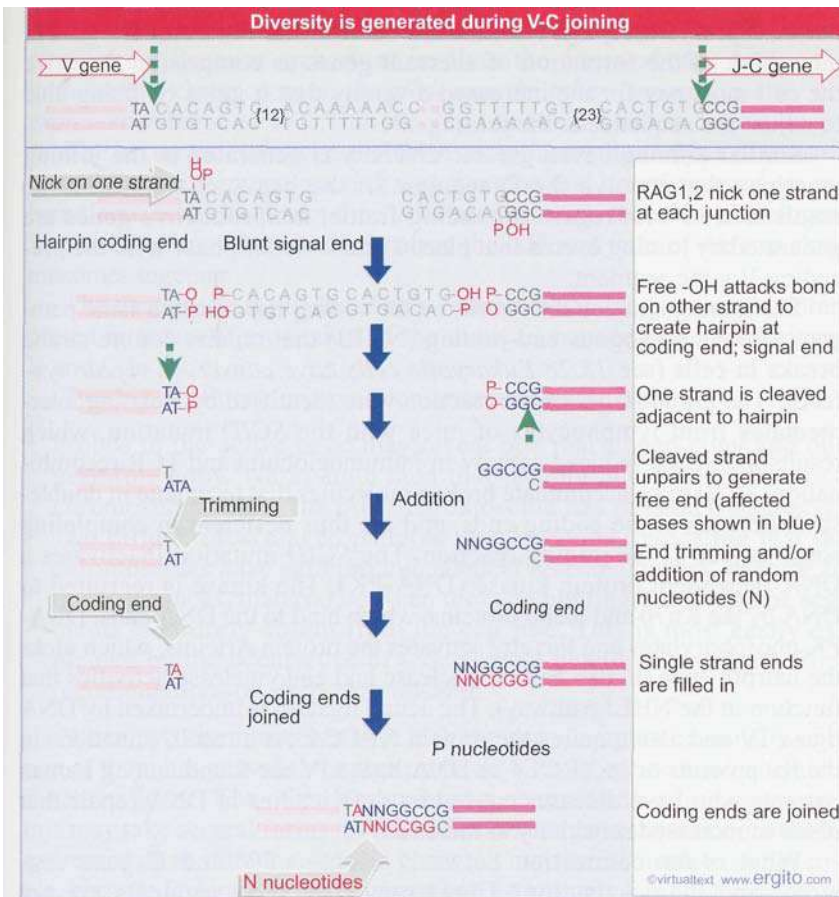 Diversity is generated during V-C joining
V gene
J-C gene
TACACAGTG {12} ACAAAAACC GGTTTTTGT {23} CACTGTGCCG
ATGTGTCAC TGTTTTTGG CCAAAAAC GTGACACGGC
Nick on one strand
HO P
TACACAGTG CACTGTGCCG
ATGTGTCAC GTGACACGGC
P OH
RAG1,2 nick one strand
at each junction
Hairpin coding end Blunt signal end
TA-O P-CACAGTGCACTGTG-OH P-CCG
AT-P HO-GTGTCAC GTGACAC-P O GGC
Free -OH attacks bond
on other strand to
create hairpin at
coding end; signal end
TA-O P-CCG
AT-P O-GGC
One strand is cleaved
adjacent to hairpin
T GGCCG
ATA C
Cleaved strand
unpairs to generate
free end (affected
bases shown in blue)
Trimming Addition
T NNGGCCG
AT C
End trimming and/or
addition of random
nucleotides (N)
Coding end Coding end
TA NNGGCCG
AT NNCCGGC
Single strand ends
are filled in
Coding ends
joined
P nucleotides
TANNGGCCG
ATNNCCGGC
Coding ends are joined
N nucleotides
©virtualtext www.ergito.com